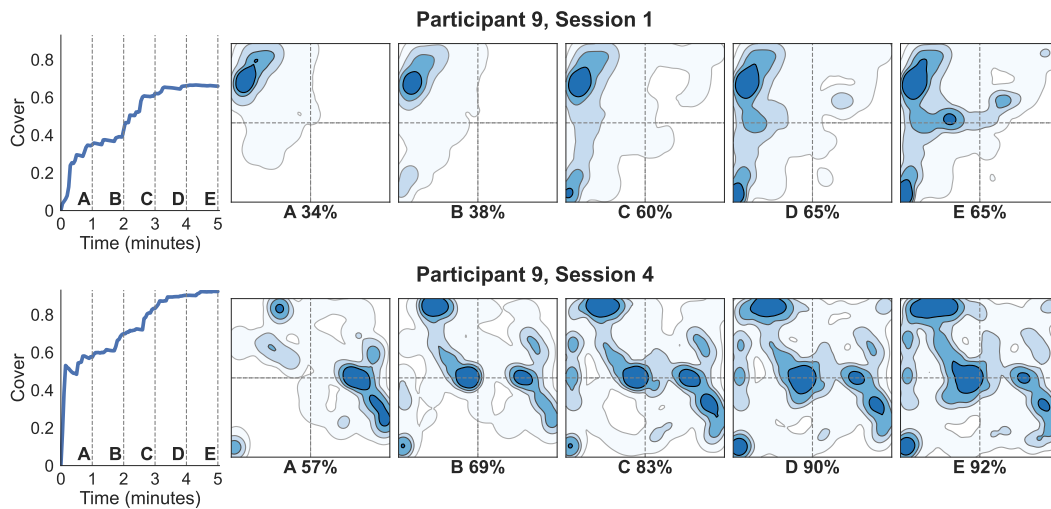 Participant 9, Session 1
Cover
0.8
0.6
0.4
0.2
0
A B C D E
0 1 2 3 4 5
Time (minutes)
A 34%
B 38%
C 60%
D 65%
E 65%
Participant 9, Session 4
Cover
0.8
0.6
0.4
0.2
0
A B C D E
0 1 2 3 4 5
Time (minutes)
A 57%
B 69%
C 83%
D 90%
E 92%